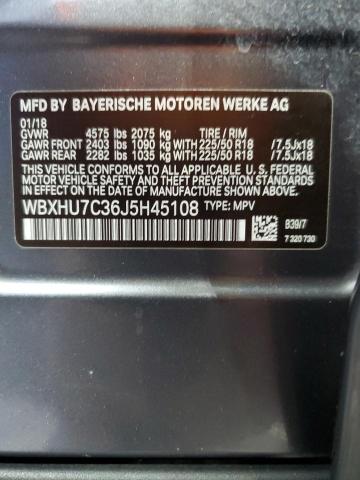 MFD BY BAYERISCHE MOTOREN WERKE AG
01/18
GVWR 4575 lbs 2075 kg TIRE / RIM
GAWR FRONT 2403 lbs 1090 kg WITH 225/50 R18 /7.5Jx18
GAWR REAR 2282 lbs 1035 kg WITH 225/50 R18 /7.5Jx18
THIS VEHICLE CONFORMS TO ALL APPLICABLE U. S. FEDERAL
MOTOR VEHICLE SAFETY AND THEFT PREVENTION STANDARDS
IN EFFECT ON THE DATE OF MANUFACTURE SHOWN ABOVE.
WBXHU7C36J5H45108 TYPE: MPV
B39/7
7 320 730